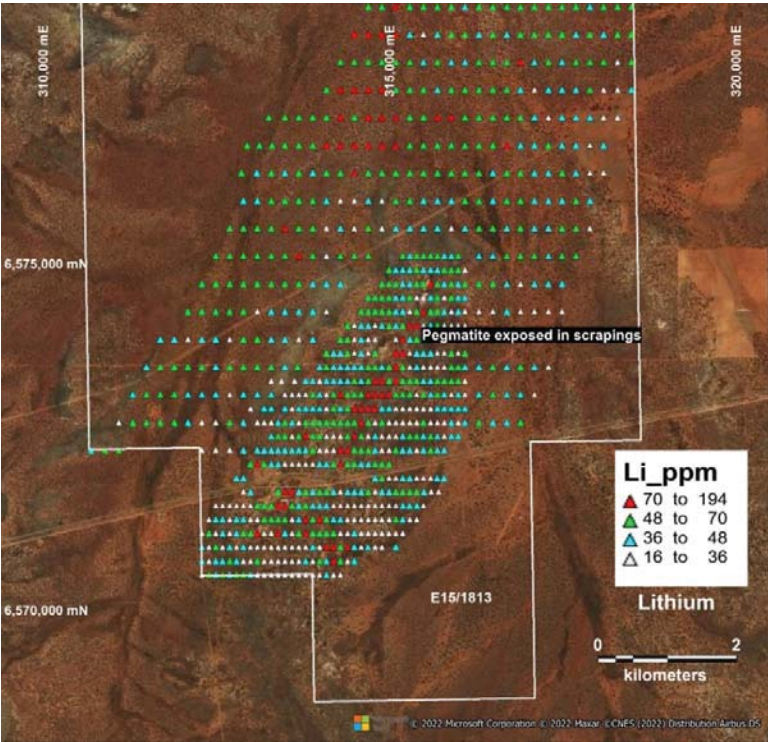 310,000 mE
315,000 mE
320,000 mE
6,575,000 mN
Pegmatite exposed in scrapings
Li_ppm
70 to 194
48 to 70
36 to 48
16 to 36
Lithium
E15/1813
6,570,000 mN
0 2
kilometers
© 2022 Microsoft Corporation © 2022 Maxar ©CNES (2022) Distribution Airbus DS